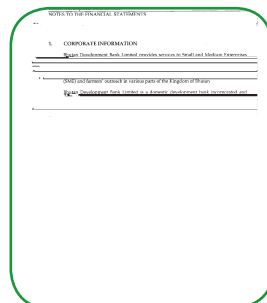 NOTES TO THE FINANCIAL STATEMENTS
1. CORPORATE INFORMATION
Bhutan Development Bank Limited provides services to Small and Medium Enterprises
(SME) and farmers' outreach in various parts of the Kingdom of Bhutan
Bhutan Development Bank Limited is a domestic development bank incorporated and